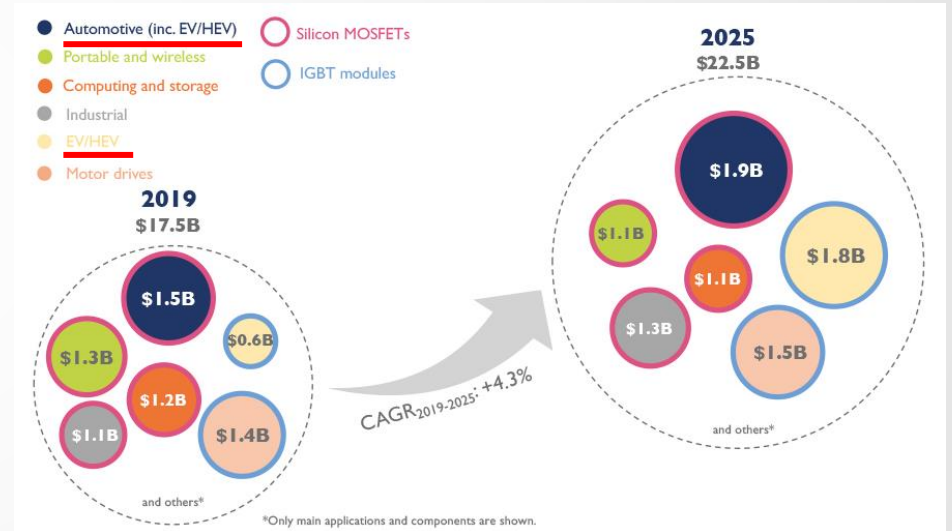 Automotive (inc. EV/HEV)
Portable and wireless
Computing and storage
Industrial
EV/HEV
Motor drives
Silicon MOSFETs
IGBT modules
2019
$17.5B
$1.5B
$1.3B
$0.6B
$1.2B
$1.1B
$1.4B
and others*
CAGR2019-2025: +4.3%
2025
$22.5B
$1.9B
$1.1B
$1.8B
$1.1B
$1.3B
$1.5B
and others*
*Only main applications and components are shown.